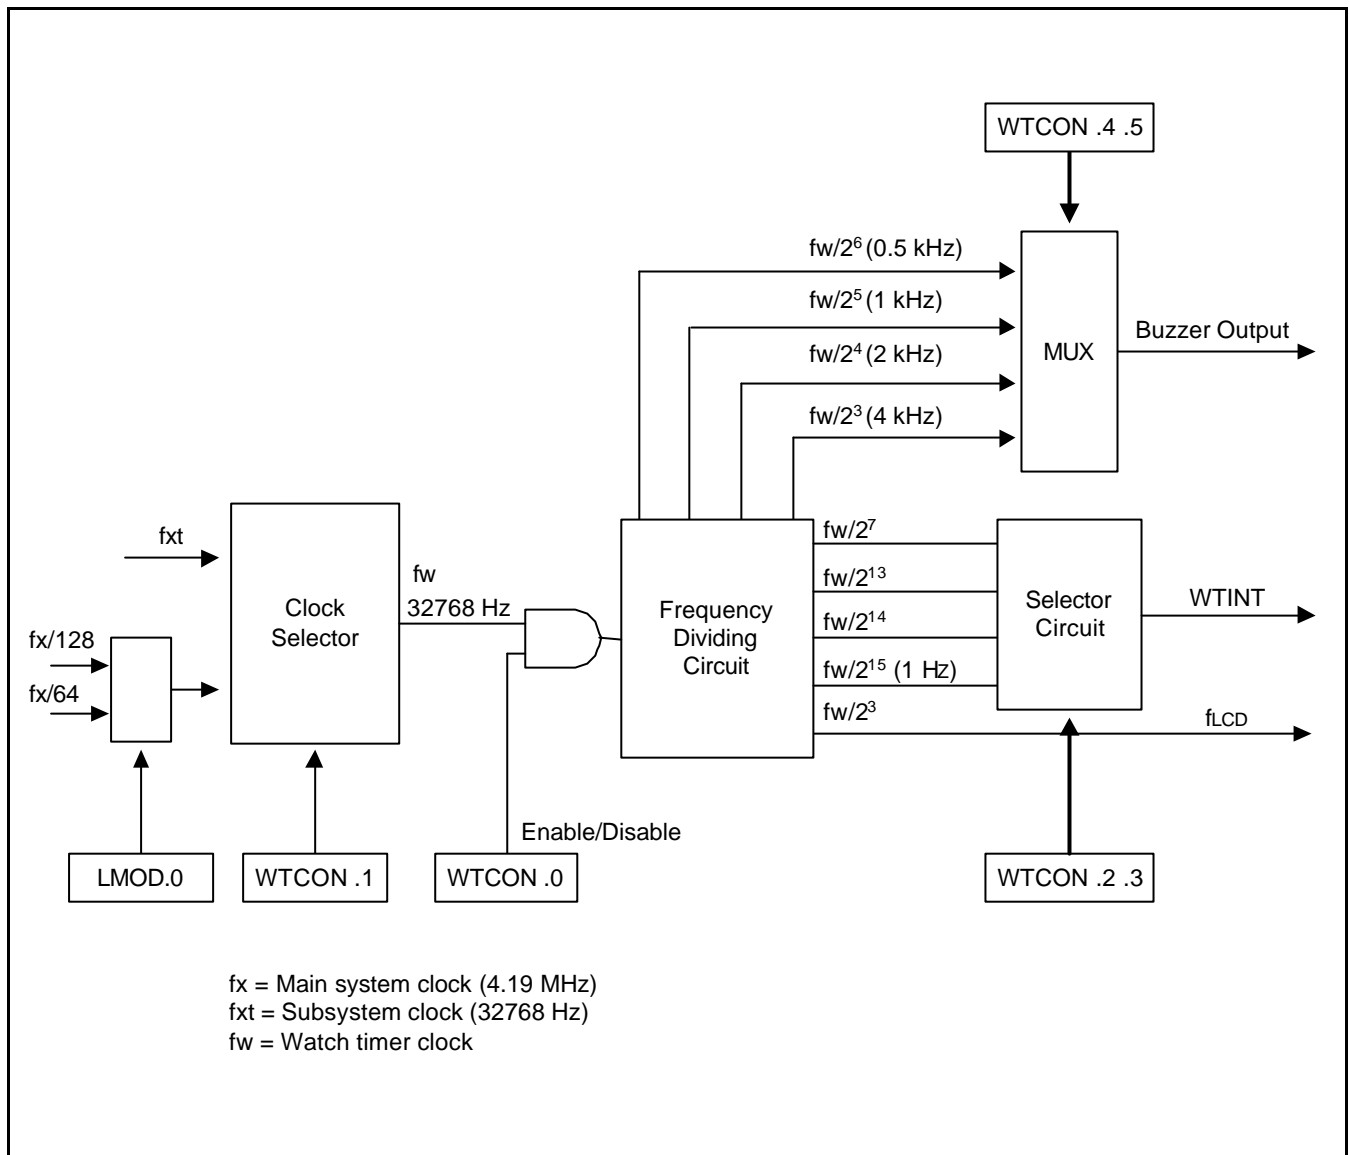 WTCON .4 .5
fw/2⁶ (0.5 kHz)
fw/2⁵ (1 kHz)
fw/2⁴ (2 kHz)
fw/2³ (4 kHz)
MUX
Buzzer Output
fxt
fx/128
fx/64
Clock
Selector
fw
32768 Hz
Frequency
Dividing
Circuit
fw/2⁷
fw/2¹³
fw/2¹⁴
fw/2¹⁵ (1 Hz)
fw/2³
Selector
Circuit
WTINT
fLCD
Enable/Disable
LMOD.0
WTCON .1
WTCON .0
WTCON .2 .3
fx = Main system clock (4.19 MHz)
fxt = Subsystem clock (32768 Hz)
fw = Watch timer clock